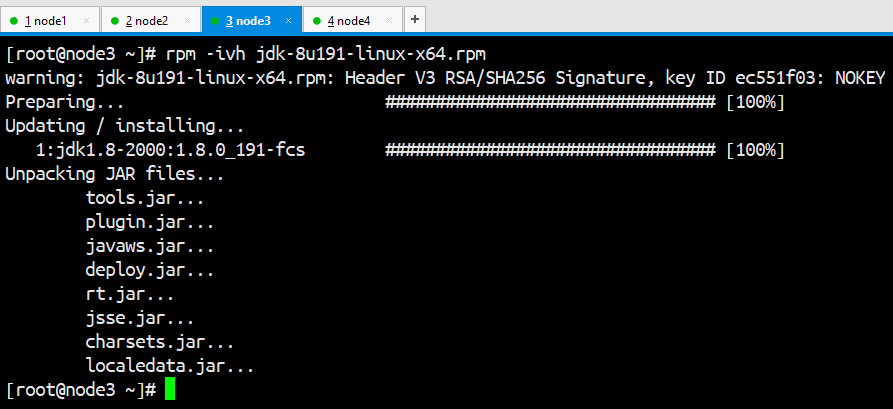 1 node1 × 2 node2 × 3 node3 × 4 node4 × +
[root@node3 ~]# rpm -ivh jdk-8u191-linux-x64.rpm
warning: jdk-8u191-linux-x64.rpm: Header V3 RSA/SHA256 Signature, key ID ec551f03: NOKEY
Preparing... ################################# [100%]
Updating / installing...
1:jdk1.8-2000:1.8.0_191-fcs ################################# [100%]
Unpacking JAR files...
tools.jar...
plugin.jar...
javaws.jar...
deploy.jar...
rt.jar...
jsse.jar...
charsets.jar...
localedata.jar...
[root@node3 ~]#